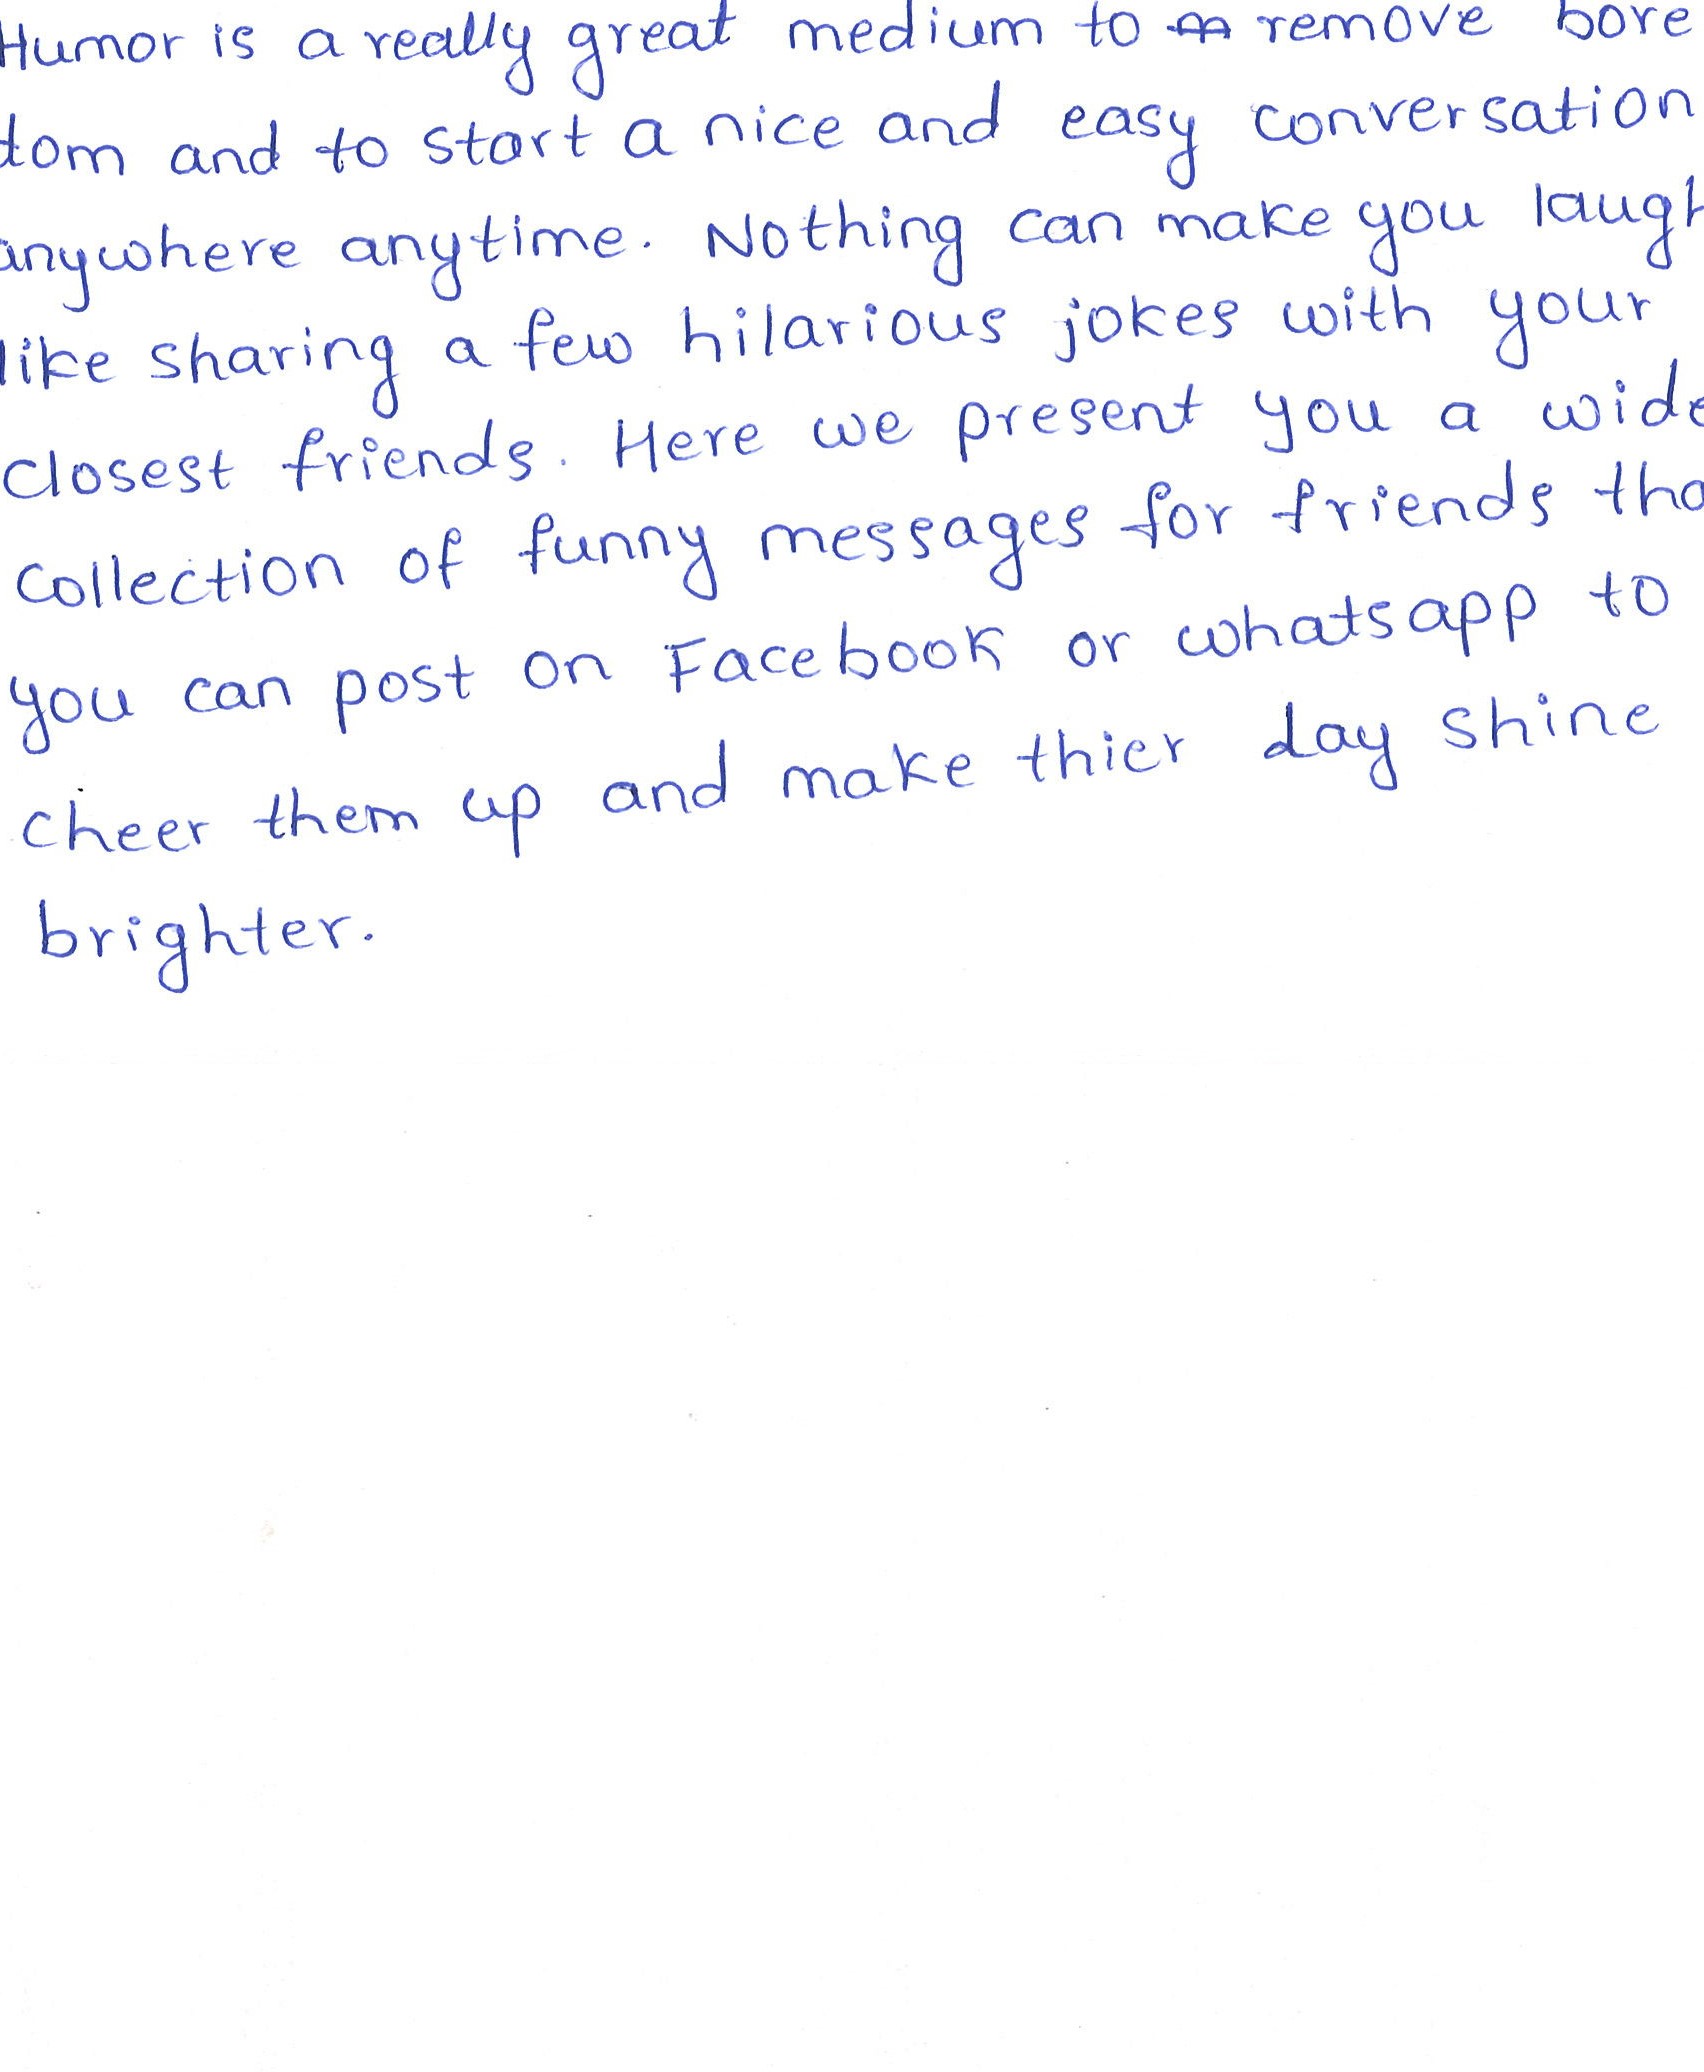 Humor is a really great medium to remove bore
dom and to start a nice and easy conversation
anywhere anytime. Nothing can make you laugh
like sharing a few hilarious jokes with your
closest friends. Here we present you a wide
collection of funny messages for friends tha
you can post on Facebook or whatsapp to
cheer them up and make thier day shine
brighter.